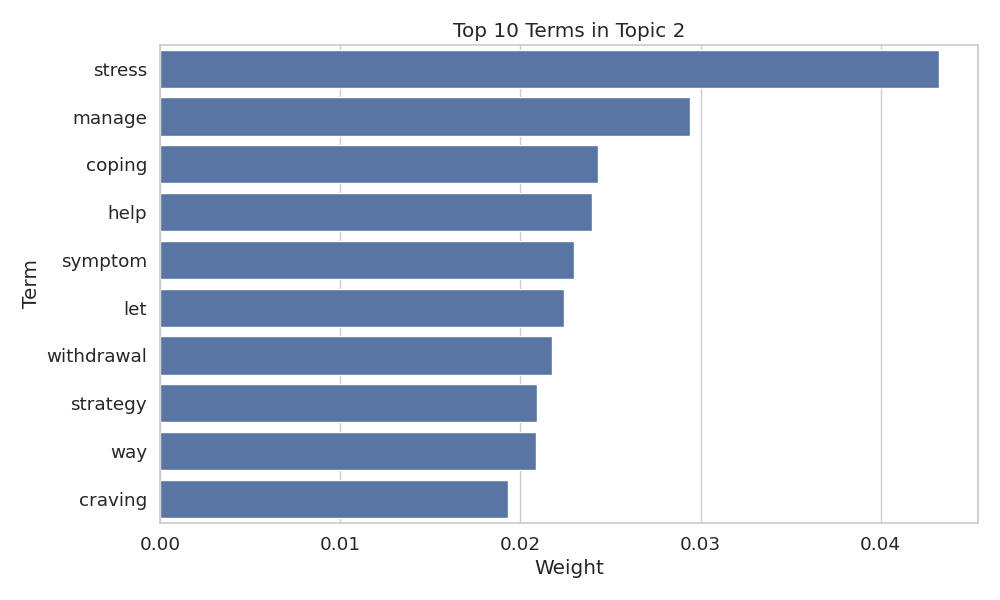 Top 10 Terms in Topic 2
stress
manage
coping
help
symptom
let
withdrawal
strategy
way
craving
Term
0.00 0.01 0.02 0.03 0.04
Weight